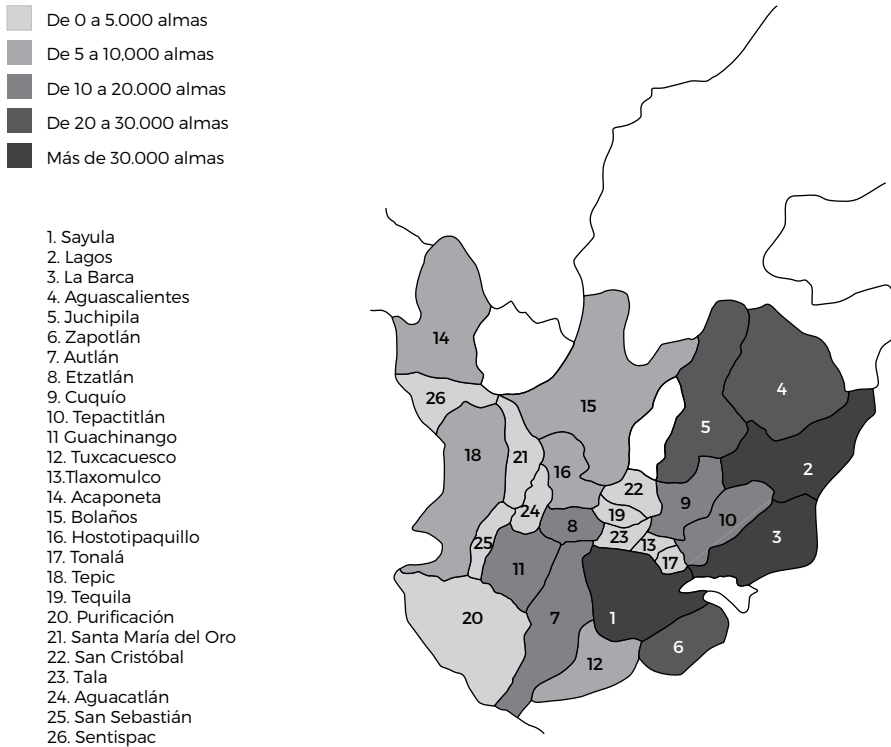 De 0 a 5.000 almas
De 5 a 10,000 almas
De 10 a 20.000 almas
De 20 a 30.000 almas
Más de 30.000 almas
1. Sayula
2. Lagos
3. La Barca
4. Aguascalientes
5. Juchipila
6. Zapotlán
7. Autlán
8. Etzatlán
9. Cuquío
10. Tepactitlán
11 Guachinango
12. Tuxcacuesco
13.Tlaxomulco
14. Acaponeta
15. Bolaños
16. Hostotipaquillo
17. Tonalá
18. Tepic
19. Tequila
20. Purificación
21. Santa María del Oro
22. San Cristóbal
23. Tala
24. Aguacatlán
25. San Sebastián
26. Sentispac
14
26
15
4
5
18
21
16
2
22
9
24
19
10
8
23
3
25
13
17
11
20
7
1
6
12